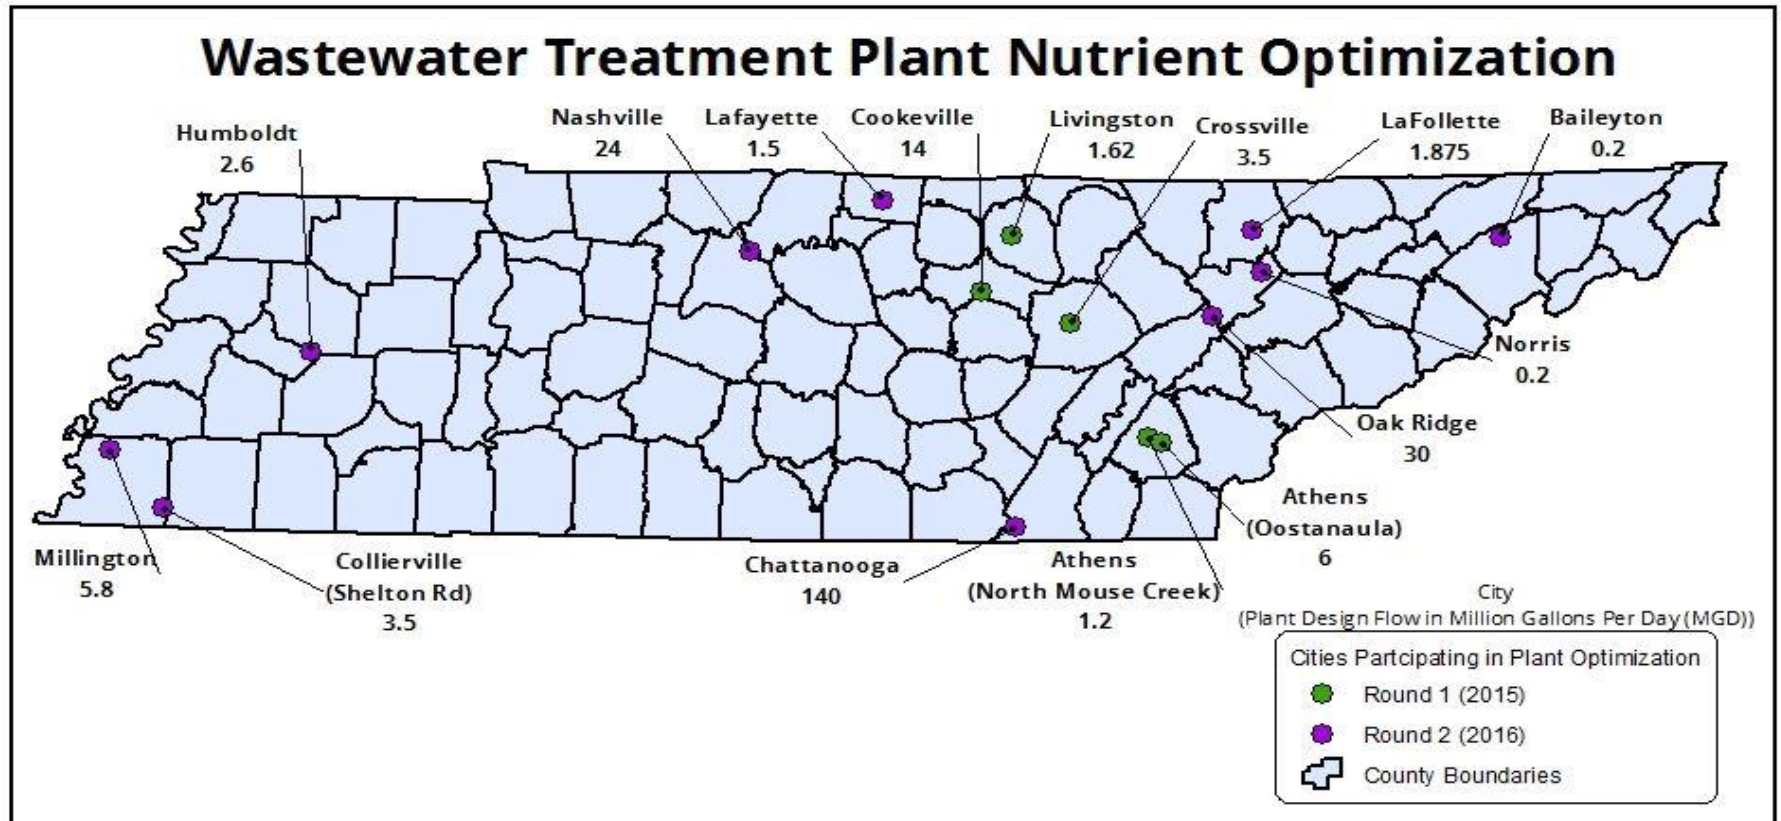 Wastewater Treatment Plant Nutrient Optimization
Humboldt
2.6
Nashville
24
Lafayette
1.5
Cookeville
14
Livingston
1.62
Crossville
3.5
LaFollette
1.875
Baileyton
0.2
Norris
0.2
Oak Ridge
30
Athens
(Oostanaula)
6
Millington
5.8
Collierville
(Shelton Rd)
3.5
Chattanooga
140
Athens
(North Mouse Creek)
1.2
City
(Plant Design Flow in Million Gallons Per Day (MGD))
Cities Partcipating in Plant Optimization
Round 1 (2015)
Round 2 (2016)
County Boundaries